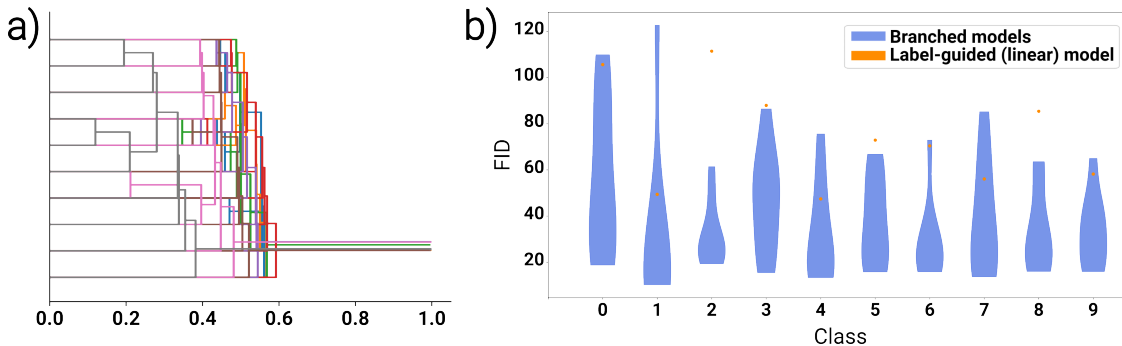 a)
0.0 0.2 0.4 0.6 0.8 1.0
b)
FID
120
100
80
60
40
20
Branched models
Label-guided (linear) model
0 1 2 3 4 5 6 7 8 9
Class